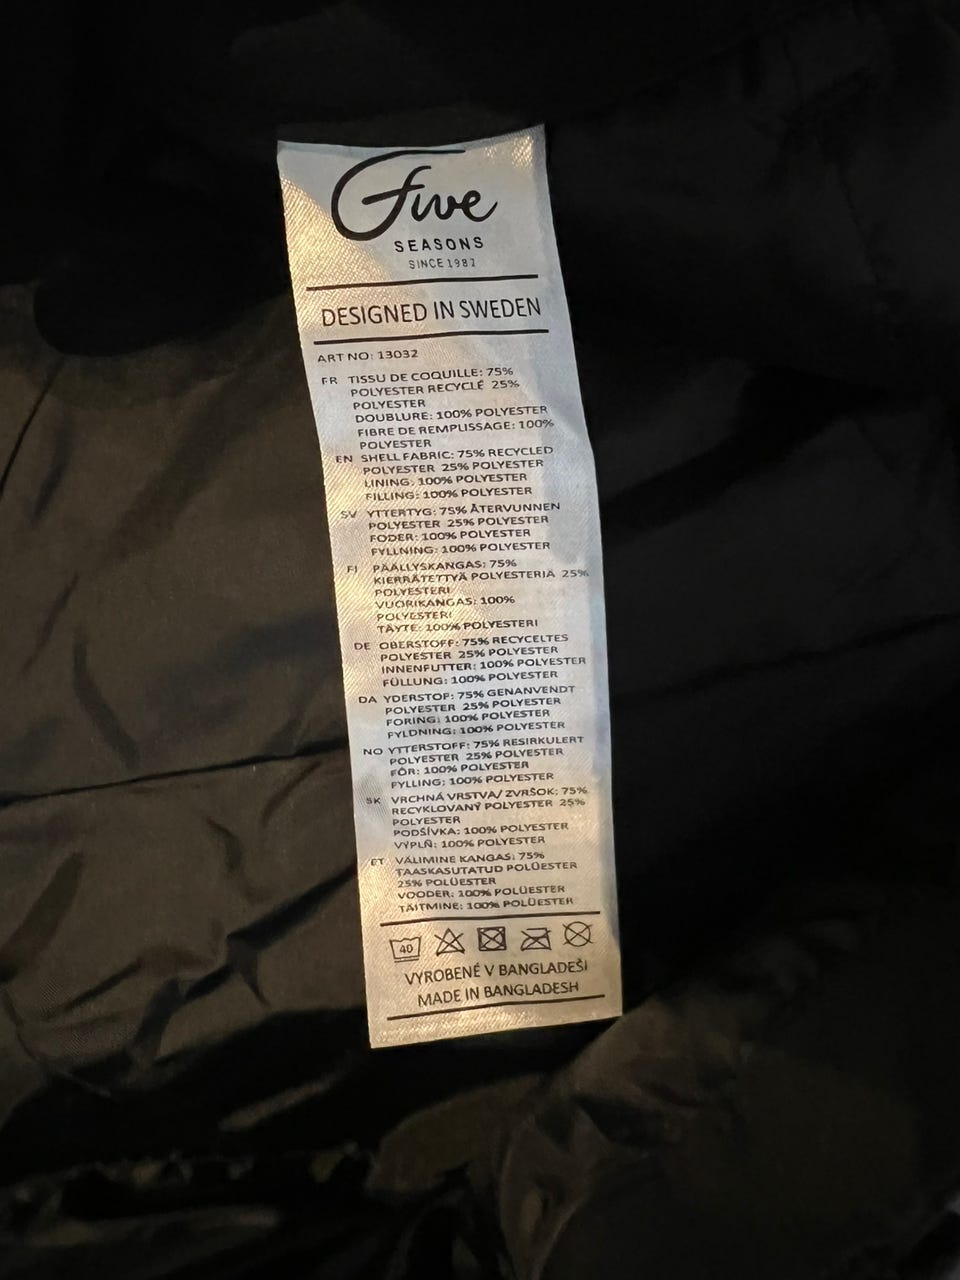 Five
SEASONS
SINCE 1981
DESIGNED IN SWEDEN
ART NO: 13032
FR TISSU DE COQUILLE: 75%
POLYESTER RECYCLÉ 25%
POLYESTER
DOUBLURE: 100% POLYESTER
FIBRE DE REMPLISSAGE: 100%
POLYESTER
EN SHELL FABRIC: 75% RECYCLED
POLYESTER 25% POLYESTER
LINING: 100% POLYESTER
FILLING: 100% POLYESTER
SV YTTERTYG: 75% ÅTERVUNNEN
POLYESTER 25% POLYESTER
FODER: 100% POLYESTER
FYLLNING: 100% POLYESTER
FI PÄÄLLYSKANGAS: 75%
KIERRÄTETTYÄ POLYESTERIÄ 25%
POLYESTERI
VUORIKANGAS: 100%
POLYESTERI
TÄYTE: 100% POLYESTERI
DE OBERSTOFF: 75% RECYCELTES
POLYESTER 25% POLYESTER
INNENFUTTER: 100% POLYESTER
FÜLLUNG: 100% POLYESTER
DA YDERSTOF: 75% GENANVENDT
POLYESTER 25% POLYESTER
FORING: 100% POLYESTER
FYLDNING: 100% POLYESTER
NO YTTERSTOFF: 75% RESIRKULERT
POLYESTER 25% POLYESTER
FÔR: 100% POLYESTER
FYLLING: 100% POLYESTER
SK VRCHNÁ VRSTVA/ ZVRŠOK: 75%
RECYKLOVANÝ POLYESTER 25%
POLYESTER
PODŠÍVKA: 100% POLYESTER
VÝPLŇ: 100% POLYESTER
ET VÄLIMINE KANGAS: 75%
TAASKASUTATUD POLÜESTER
25% POLÜESTER
VOODER: 100% POLÜESTER
TÄITMINE: 100% POLÜESTER
40
VYROBENÉ V BANGLADEŠI
MADE IN BANGLADESH